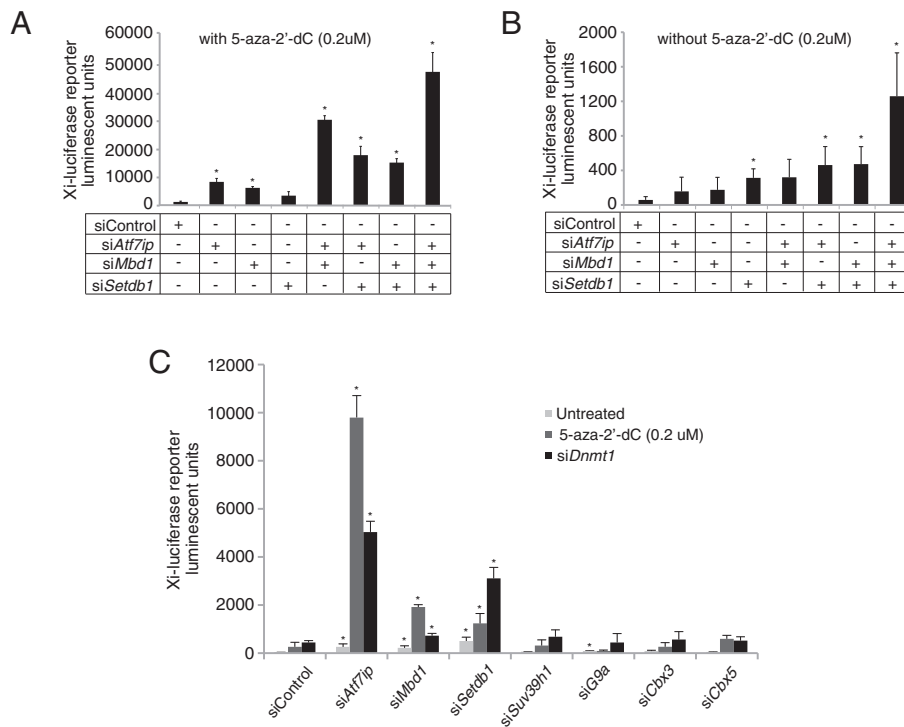 A
with 5-aza-2'-dC (0.2uM)
Xi-luciferase reporter
luminescent units
60000
50000
40000
30000
20000
10000
0
* * * * * *
siControl + - - - - - - -
siAtf7ip - + - - + + - +
siMbd1 - - + - + - + +
siSetdb1 - - - + - + + +
B
without 5-aza-2'-dC (0.2uM)
Xi-luciferase reporter
luminescent units
2000
1600
1200
800
400
0
* * * *
siControl + - - - - - - -
siAtf7ip - + - - + + - +
siMbd1 - - + - + - + +
siSetdb1 - - - + - + + +
C
Xi-luciferase reporter
luminescent units
12000
10000
8000
6000
4000
2000
0
Untreated
5-aza-2'-dC (0.2 uM)
siDnmt1
* * * * * * * * * *
siControl
siAtf7ip
siMbd1
siSetdb1
siSuv39h1
siG9a
siCbx3
siCbx5